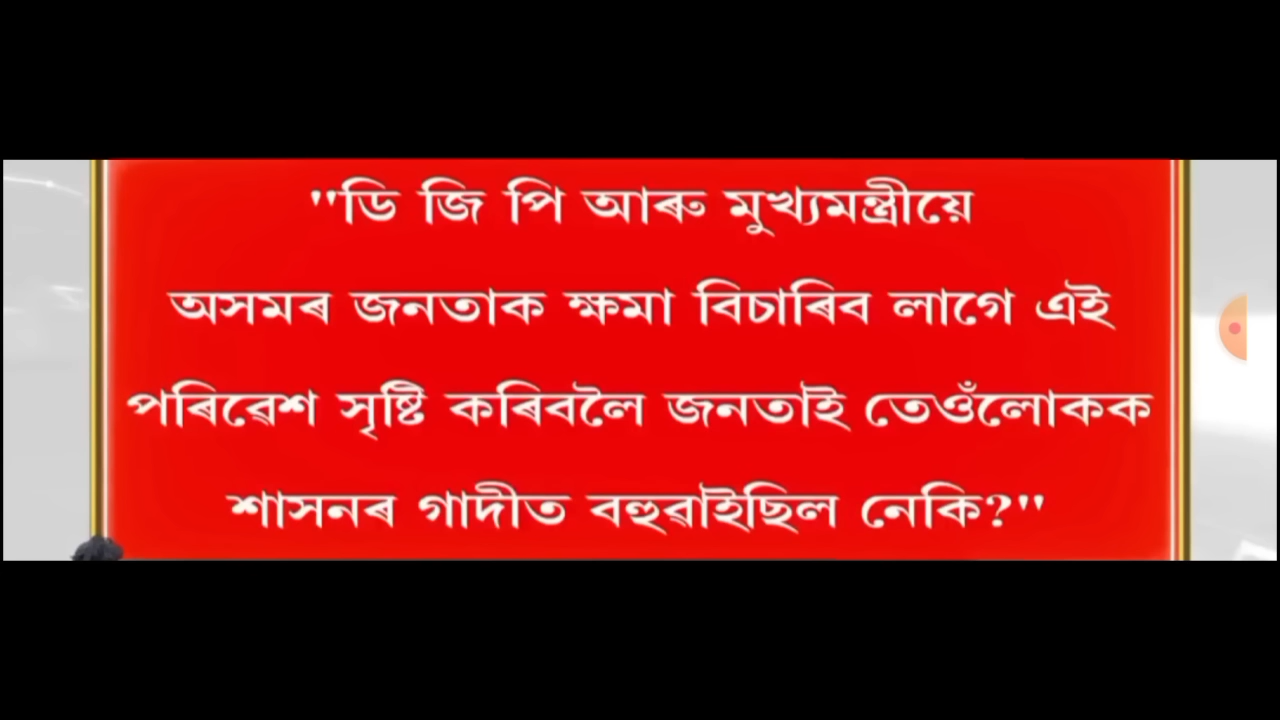 "ডি জি পি আৰু মুখ্যমন্ত্ৰীয়ে
অসমৰ জনতাক ক্ষমা বিচাৰিব লাগে এই
পৰিৱেশ সৃষ্টি কৰিবলৈ জনতাই তেওঁলোকক
শাসনৰ গাদীত বহুৱাইছিল নেকি?"